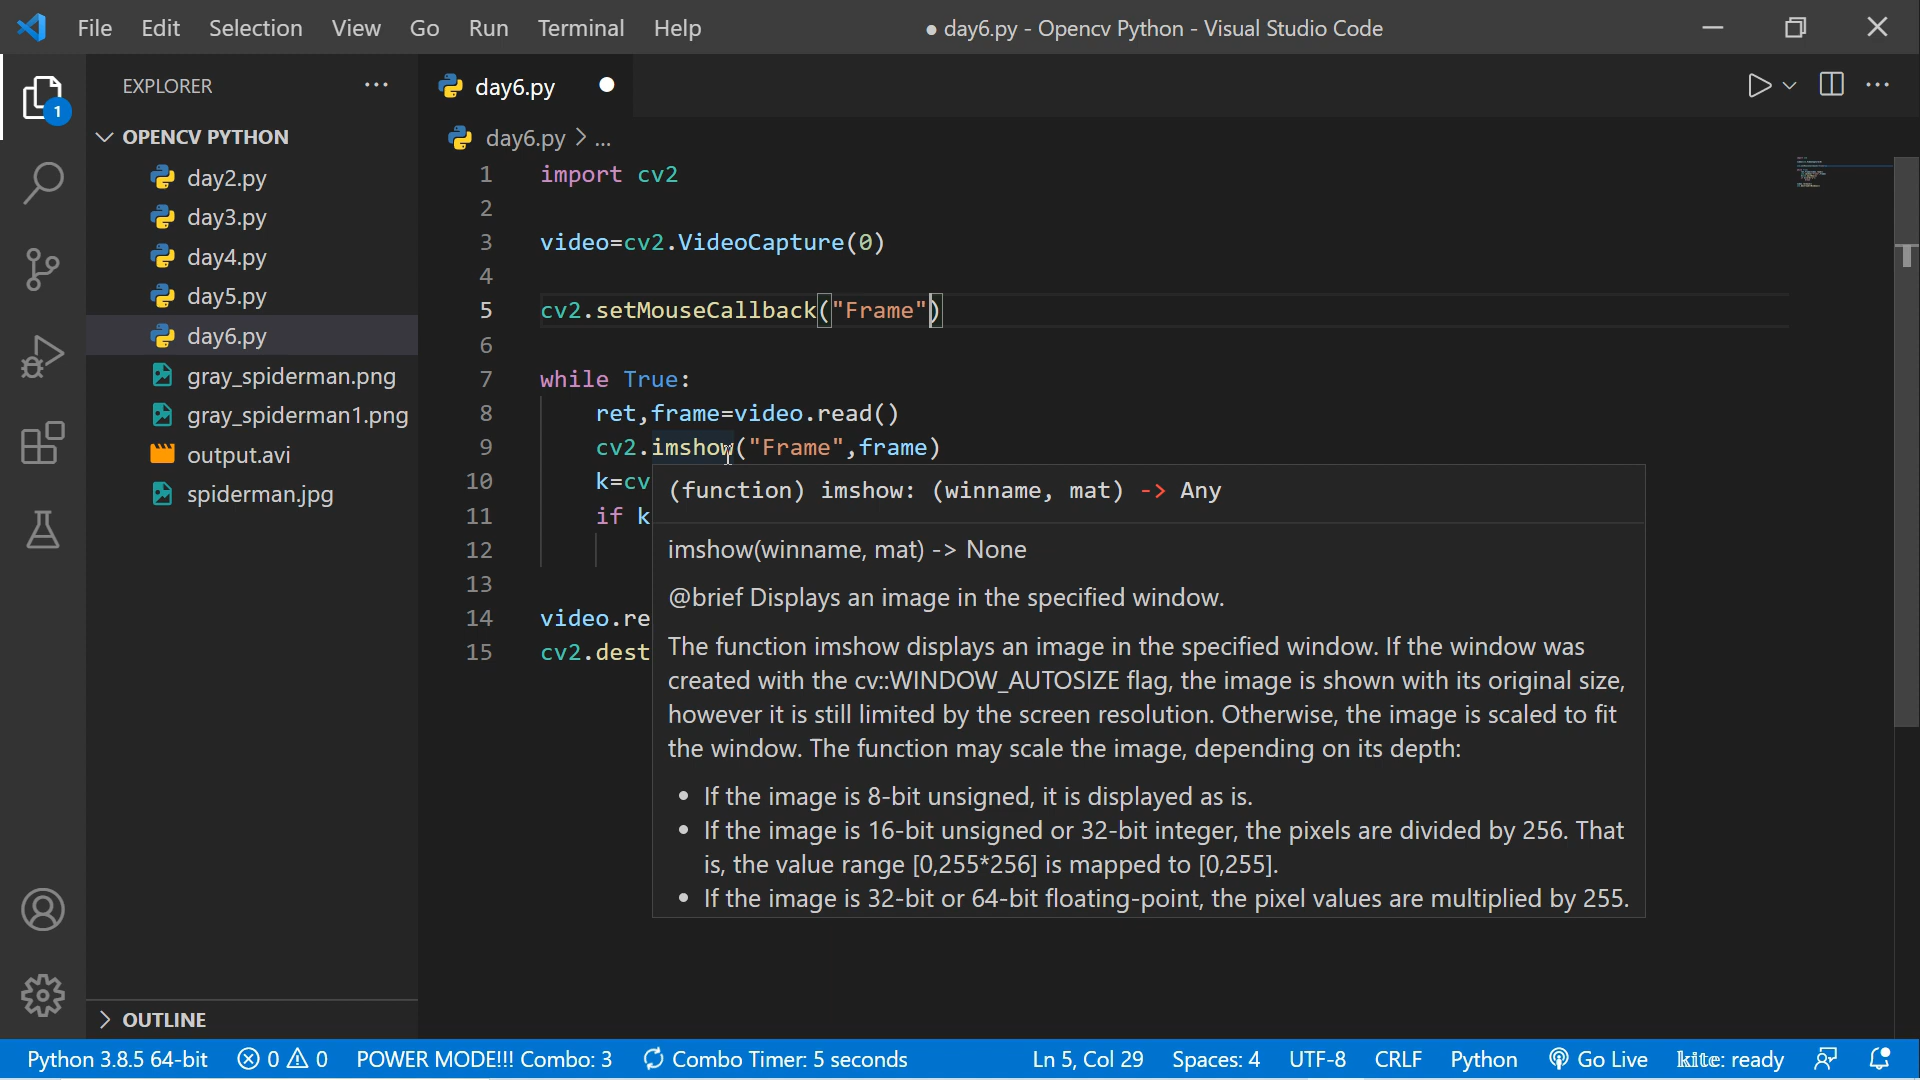 File Edit Selection View Go Run Terminal Help
● day6.py - Opencv Python - Visual Studio Code
1
EXPLORER
OPENCV PYTHON
day2.py
day3.py
day4.py
day5.py
day6.py
gray_spiderman.png
gray_spiderman1.png
output.avi
spiderman.jpg
OUTLINE
day6.py
day6.py > ...
1 import cv2
2
3 video=cv2.VideoCapture(0)
4
5 cv2.setMouseCallback("Frame")
6
7 while True:
8 ret,frame=video.read()
9 cv2.imshow("Frame",frame)
10 k=cv
11 if k
12
13
14 video.re
15 cv2.dest
(function) imshow: (winname, mat) -> Any
imshow(winname, mat) -> None
@brief Displays an image in the specified window.
The function imshow displays an image in the specified window. If the window was
created with the cv::WINDOW_AUTOSIZE flag, the image is shown with its original size,
however it is still limited by the screen resolution. Otherwise, the image is scaled to fit
the window. The function may scale the image, depending on its depth:
• If the image is 8-bit unsigned, it is displayed as is.
• If the image is 16-bit unsigned or 32-bit integer, the pixels are divided by 256. That
is, the value range [0,255*256] is mapped to [0,255].
• If the image is 32-bit or 64-bit floating-point, the pixel values are multiplied by 255.
Python 3.8.5 64-bit 0 0 POWER MODE!!! Combo: 3 Combo Timer: 5 seconds Ln 5, Col 29 Spaces: 4 UTF-8 CRLF Python Go Live kite: ready